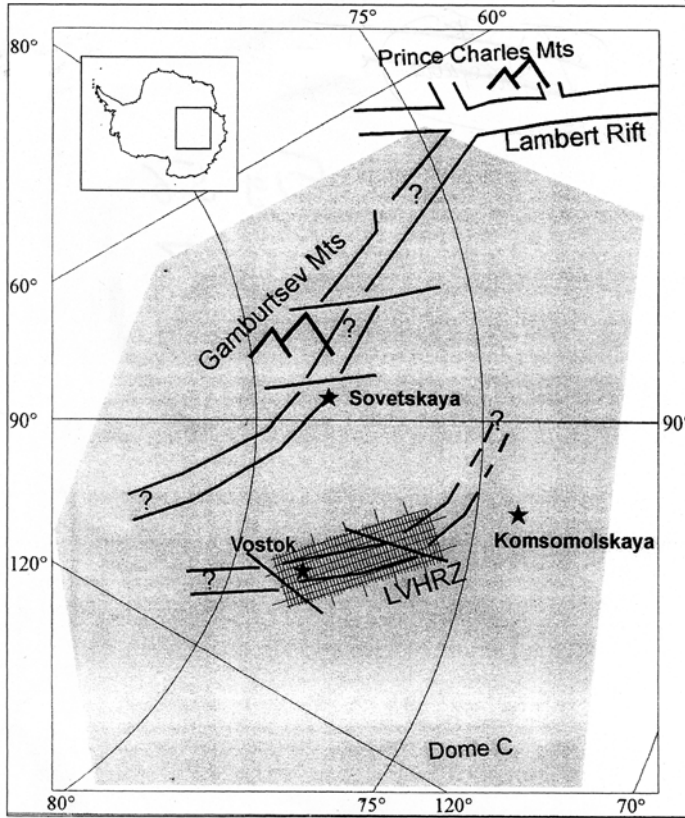 75°
60°
80°
Prince Charles Mts
Lambert Rift
?
Gamburtsev Mts
60°
?
Sovetskaya
90°
?
90°
?
Komsomolskaya
Vostok
120°
?
LVHRZ
Dome C
80°
75°
120°
70°